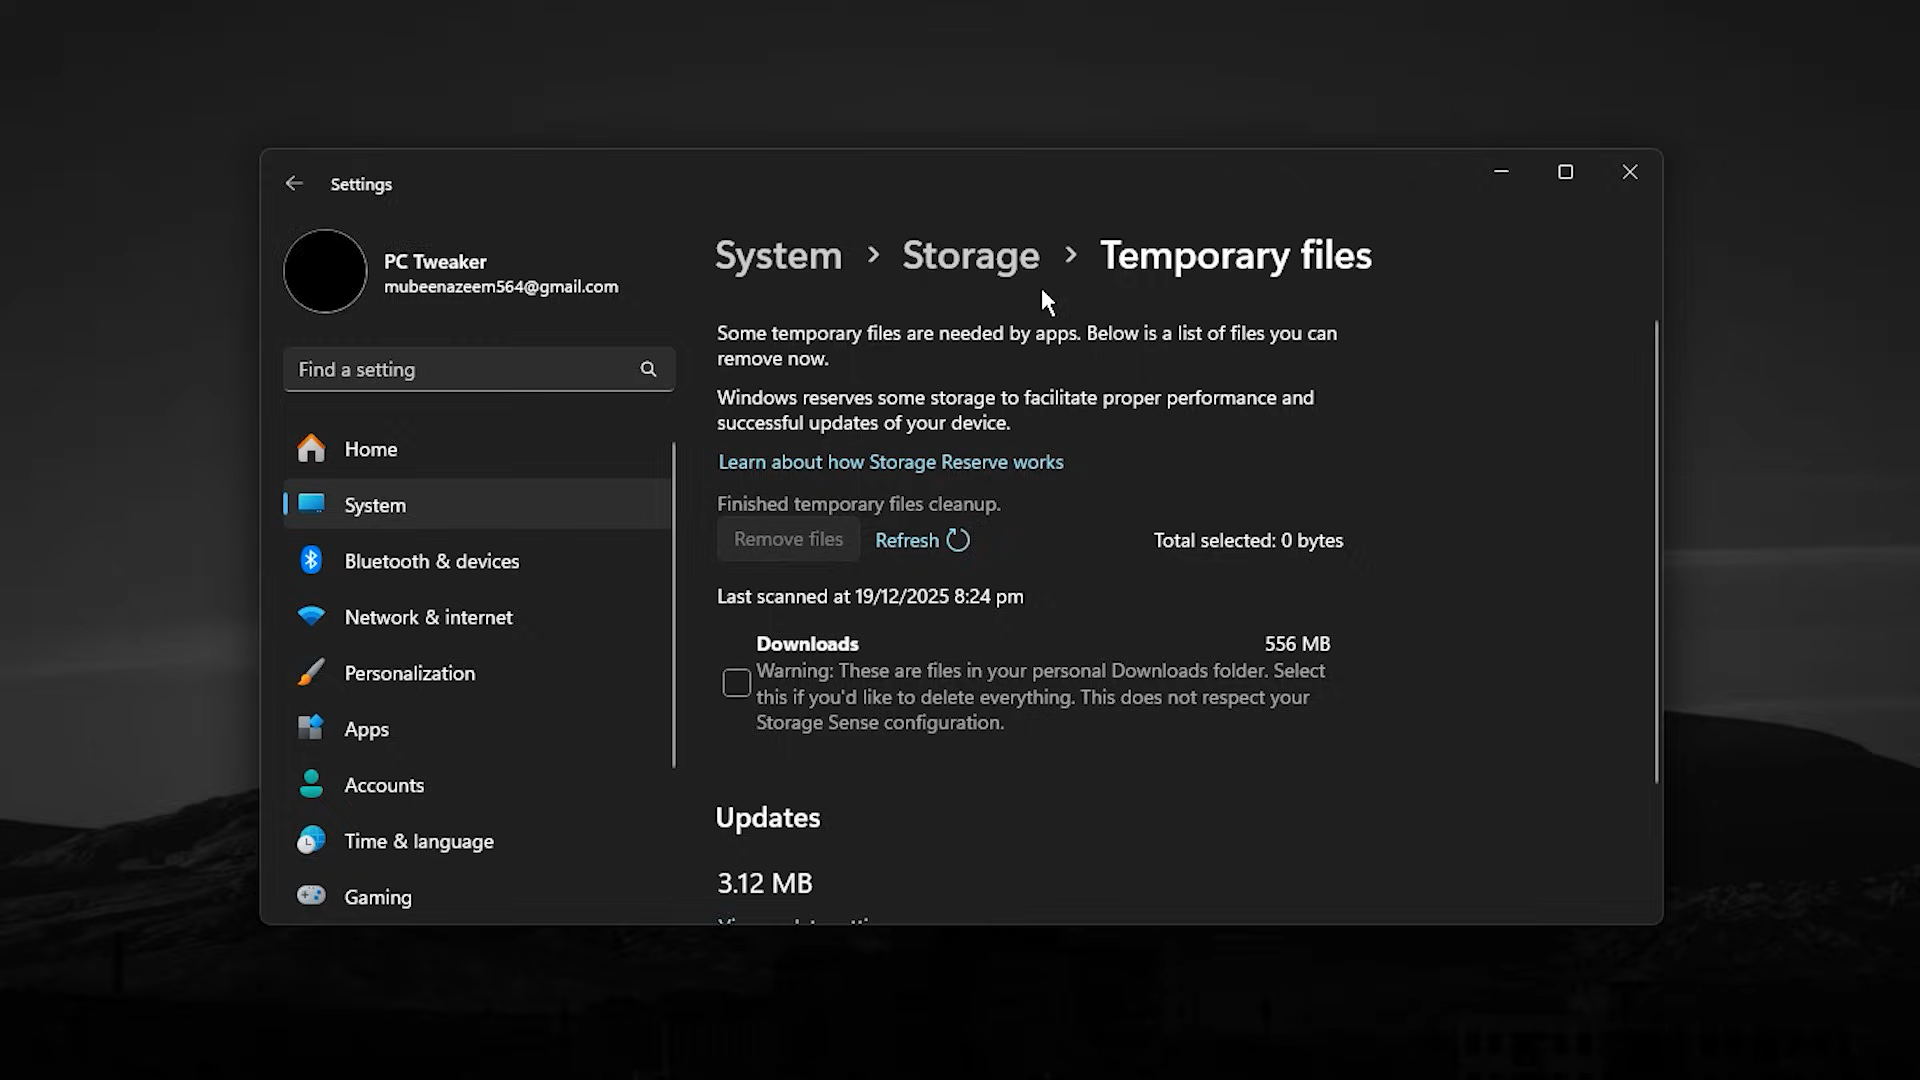 Settings
PC Tweaker
mubeenazeem564@gmail.com
Find a setting
Home
System
Bluetooth & devices
Network & internet
Personalization
Apps
Accounts
Time & language
Gaming
System > Storage > Temporary files
Some temporary files are needed by apps. Below is a list of files you can
remove now.
Windows reserves some storage to facilitate proper performance and
successful updates of your device.
Learn about how Storage Reserve works
Finished temporary files cleanup.
Remove files Refresh Total selected: 0 bytes
Last scanned at 19/12/2025 8:24 pm
Downloads 556 MB
Warning: These are files in your personal Downloads folder. Select
this if you'd like to delete everything. This does not respect your
Storage Sense configuration.
Updates
3.12 MB